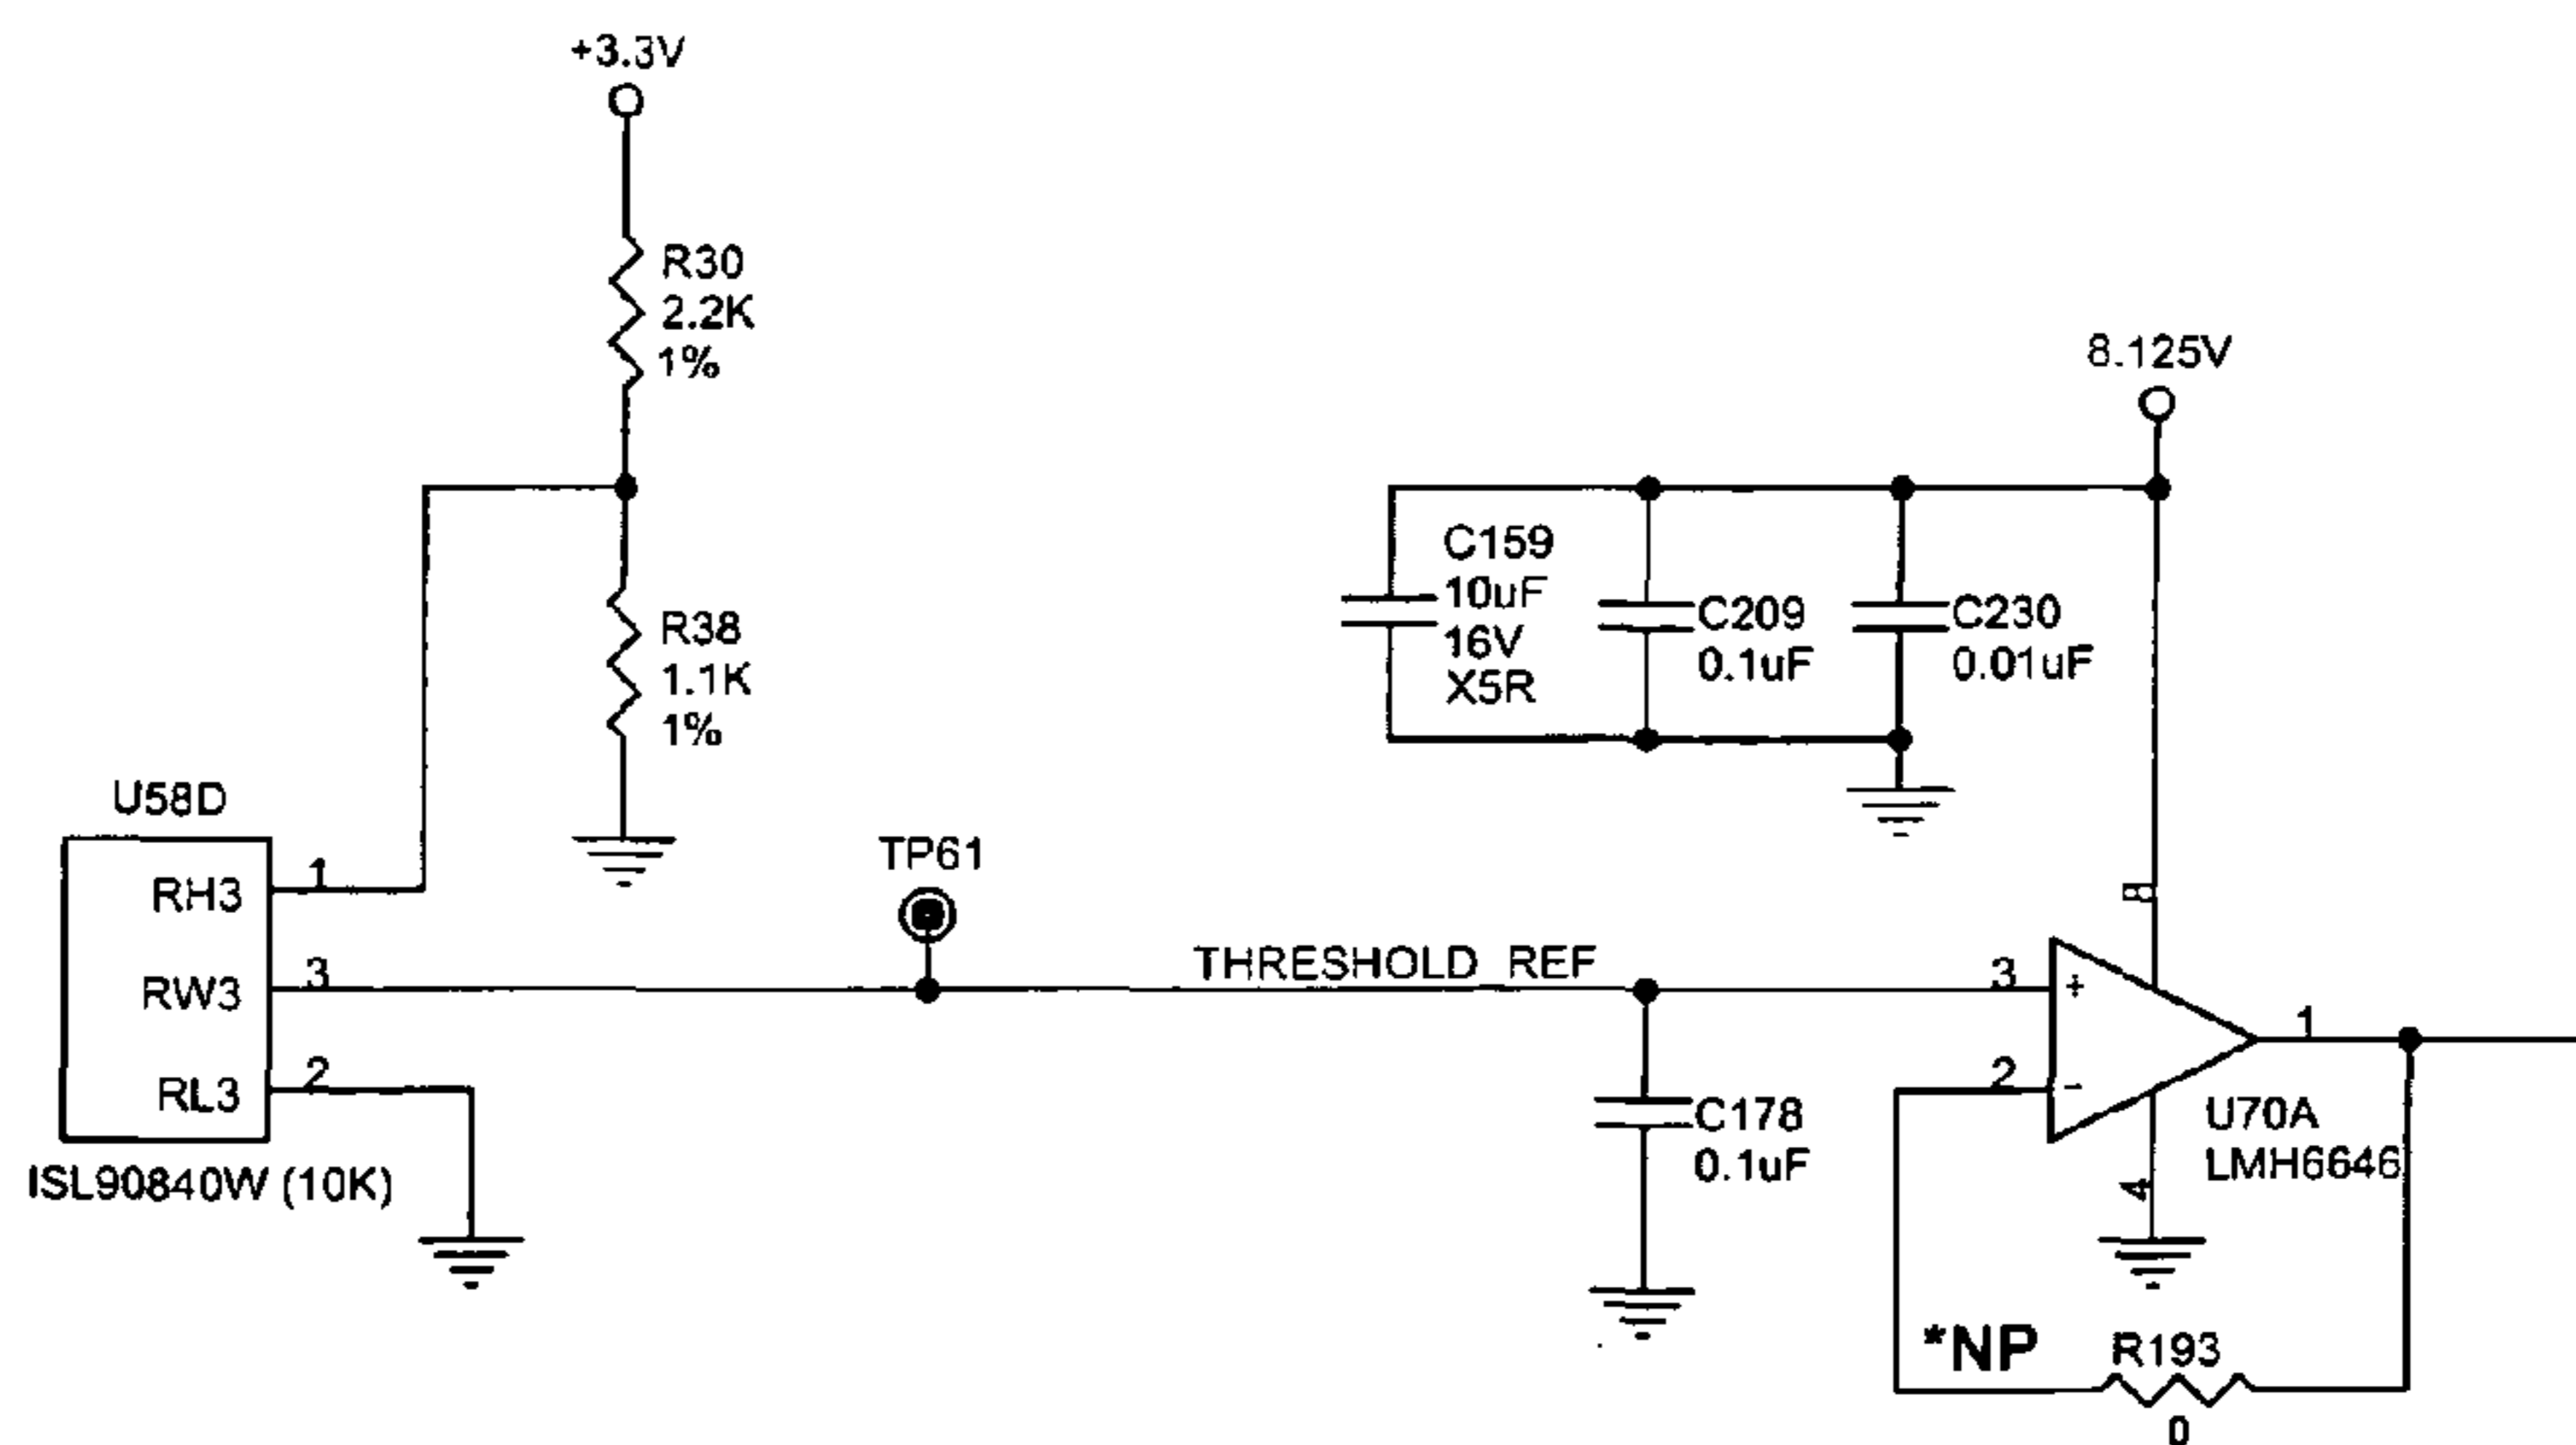 +3.3V
R30
2.2K
1%
8.125V
C159
10uF
16V
X5R
C209
0.1uF
C230
0.01uF
R38
1.1K
1%
U58D
RH3
1
RW3
3
RL3
2
ISL90840W (10K)
TP61
THRESHOLD_REF
C178
0.1uF
8
3
+
2
-
1
4
U70A
LMH6646
*NP
R193
0